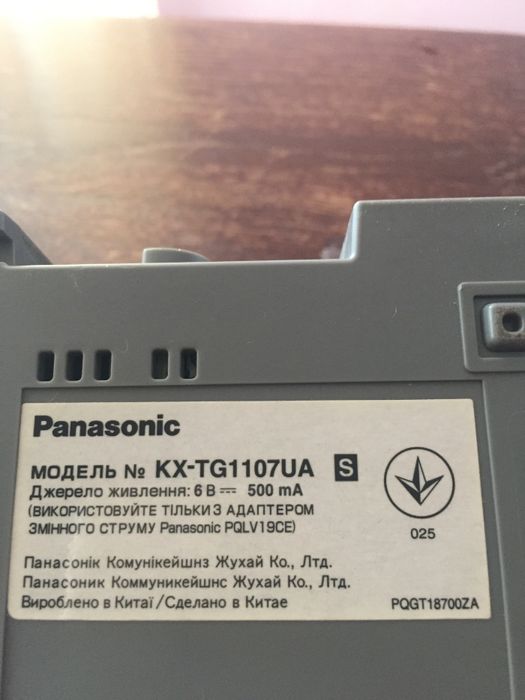 Panasonic
МОДЕЛЬ № KX-TG1107UA S
Джерело живлення: 6 В ⎓ 500 mA
(ВИКОРИСТОВУЙТЕ ТІЛЬКИ З АДАПТЕРОМ
ЗМІННОГО СТРУМУ Panasonic PQLV19CE)
025
Панасонік Комунікейшнз Жухай Ко., Лтд.
Панасоник Коммуникейшнс Жухай Ко., Лтд.
Вироблено в Китаї/Сделано в Китае
PQGT18700ZA